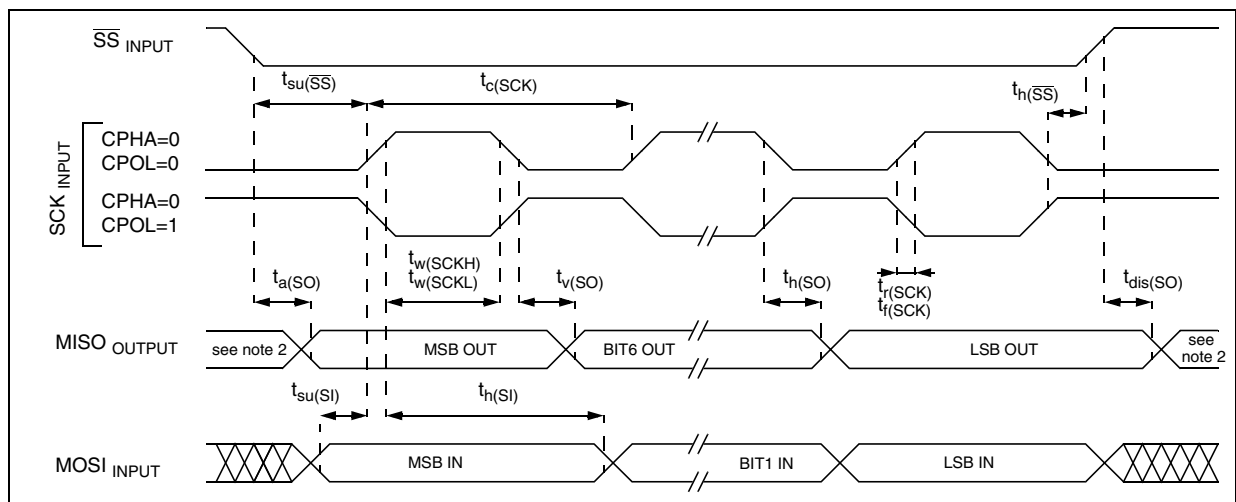 SS INPUT
tsu(SS)
tc(SCK)
th(SS)
SCK INPUT
CPHA=0
CPOL=0
CPHA=0
CPOL=1
ta(SO)
tw(SCKH)
tw(SCKL)
tv(SO)
th(SO)
tr(SCK)
tf(SCK)
tdis(SO)
MISO OUTPUT
see note 2
MSB OUT
BIT6 OUT
LSB OUT
see
note 2
tsu(SI)
th(SI)
MOSI INPUT
MSB IN
BIT1 IN
LSB IN